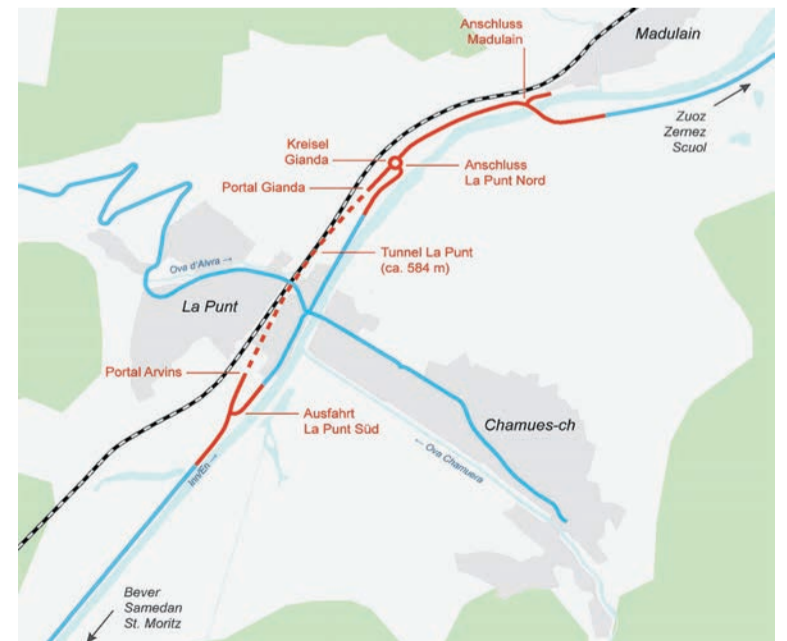 Anschluss
Madulain
Madulain
Zuoz
Zernez
Scuol
Kreisel
Gianda
Anschluss
La Punt Nord
Portal Gianda
Tunnel La Punt
(ca. 584 m)
Ova d'Alvra →
La Punt
Portal Arvins
Ausfahrt
La Punt Süd
Chamues-ch
← Ova Chamuera
Inn/En →
Bever
Samedan
St. Moritz